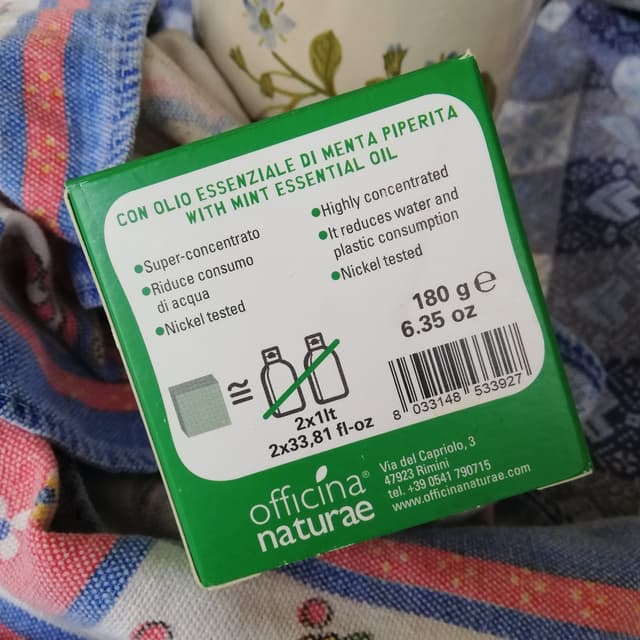 CON OLIO ESSENZIALE DI MENTA PIPERITA
WITH MINT ESSENTIAL OIL
●Super-concentrato
●Riduce consumo
di acqua
●Nickel tested
●Highly concentrated
●It reduces water and
plastic consumption
●Nickel tested
180 g ℮
6.35 oz
≅
2x1lt
2x33,81 fl-oz
8 033148 533927
officina®
naturae
Via del Capriolo, 3
47923 Rimini
tel. +39 0541 790715
www.officinanaturae.com